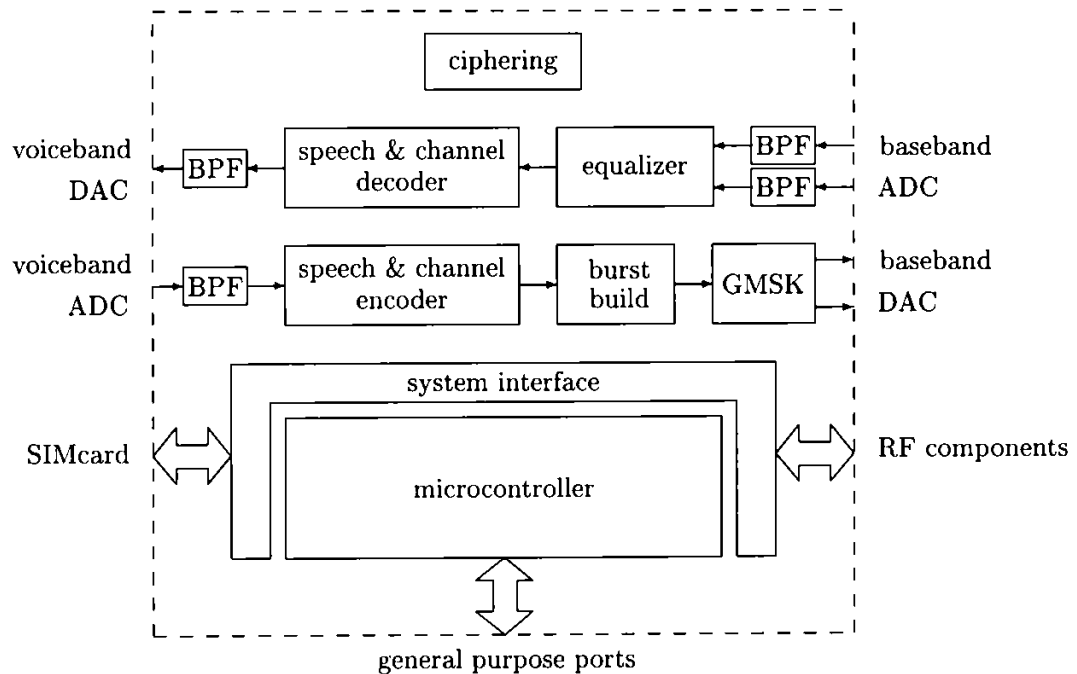 ciphering
voiceband
DAC
BPF
speech & channel
decoder
equalizer
BPF
BPF
baseband
ADC
voiceband
ADC
BPF
speech & channel
encoder
burst
build
GMSK
baseband
DAC
system interface
SIMcard
microcontroller
RF components
general purpose ports